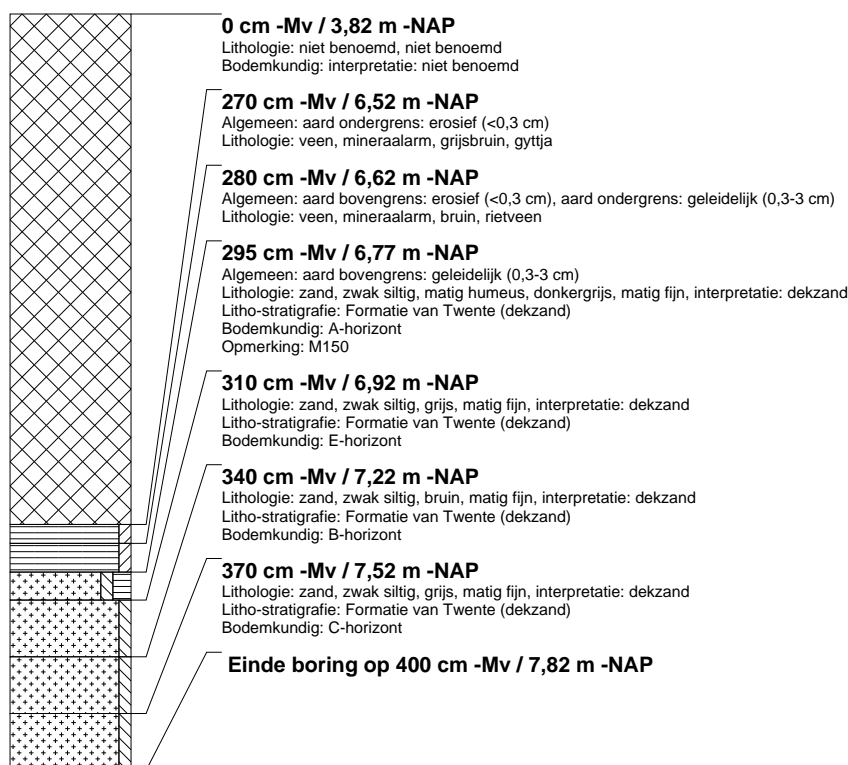 0 cm -Mv / 3,82 m -NAP
Lithologie: niet benoemd, niet benoemd
Bodemkundig: interpretatie: niet benoemd
270 cm -Mv / 6,52 m -NAP
Algemeen: aard ondergrens: erosief (<0,3 cm)
Lithologie: veen, mineraalarm, grijsbruin, gyttja
280 cm -Mv / 6,62 m -NAP
Algemeen: aard bovengrens: erosief (<0,3 cm), aard ondergrens: geleidelijk (0,3-3 cm)
Lithologie: veen, mineraalarm, bruin, rietveen
295 cm -Mv / 6,77 m -NAP
Algemeen: aard bovengrens: geleidelijk (0,3-3 cm)
Lithologie: zand, zwak siltig, matig humeus, donkergrijs, matig fijn, interpretatie: dekzand
Litho-stratigrafie: Formatie van Twente (dekzand)
Bodemkundig: A-horizont
Opmerking: M150
310 cm -Mv / 6,92 m -NAP
Lithologie: zand, zwak siltig, grijs, matig fijn, interpretatie: dekzand
Litho-stratigrafie: Formatie van Twente (dekzand)
Bodemkundig: E-horizont
340 cm -Mv / 7,22 m -NAP
Lithologie: zand, zwak siltig, bruin, matig fijn, interpretatie: dekzand
Litho-stratigrafie: Formatie van Twente (dekzand)
Bodemkundig: B-horizont
370 cm -Mv / 7,52 m -NAP
Lithologie: zand, zwak siltig, grijs, matig fijn, interpretatie: dekzand
Litho-stratigrafie: Formatie van Twente (dekzand)
Bodemkundig: C-horizont
Einde boring op 400 cm -Mv / 7,82 m -NAP